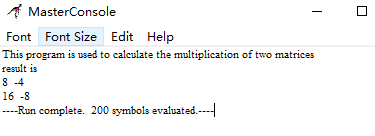 MasterConsole
Font Font Size Edit Help
This program is used to calculate the multiplication of two matrices
result is
8 -4
16 -8
----Run complete. 200 symbols evaluated.----